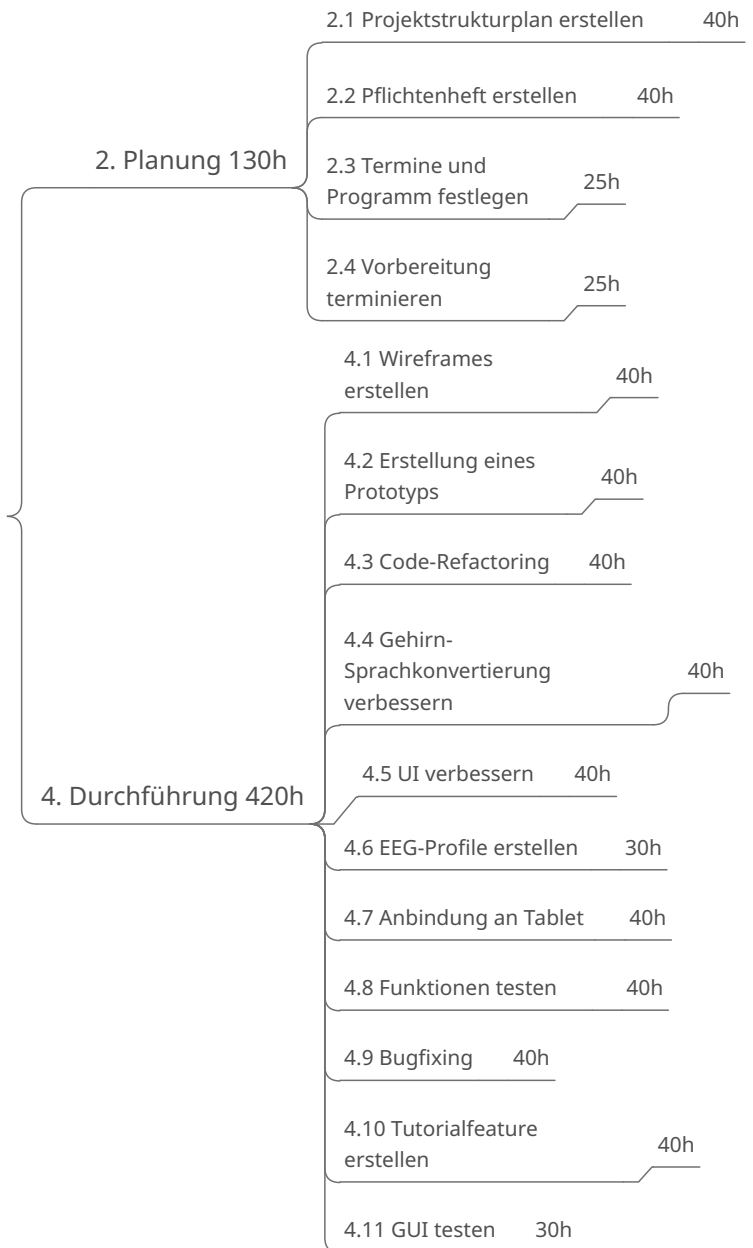 2.1 Projektstrukturplan erstellen 40h
2.2 Pflichtenheft erstellen 40h
2. Planung 130h
2.3 Termine und
Programm festlegen
25h
2.4 Vorbereitung
terminieren
25h
4.1 Wireframes
erstellen
40h
4.2 Erstellung eines
Prototyps
40h
4.3 Code-Refactoring 40h
4.4 Gehirn-
Sprachkonvertierung
verbessern
40h
4. Durchführung 420h
4.5 UI verbessern 40h
4.6 EEG-Profile erstellen 30h
4.7 Anbindung an Tablet 40h
4.8 Funktionen testen 40h
4.9 Bugfixing 40h
4.10 Tutorialfeature
erstellen
40h
4.11 GUI testen 30h